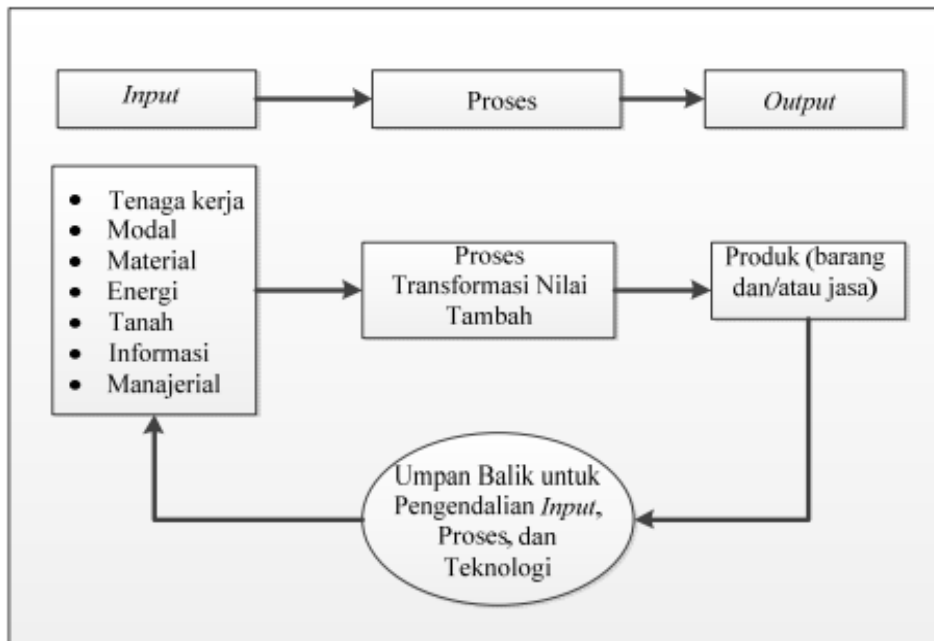 Input
Proses
Output
• Tenaga kerja
• Modal
• Material
• Energi
• Tanah
• Informasi
• Manajerial
Proses
Transformasi Nilai
Tambah
Produk (barang
dan/atau jasa)
Umpan Balik untuk
Pengendalian Input,
Proses, dan
Teknologi